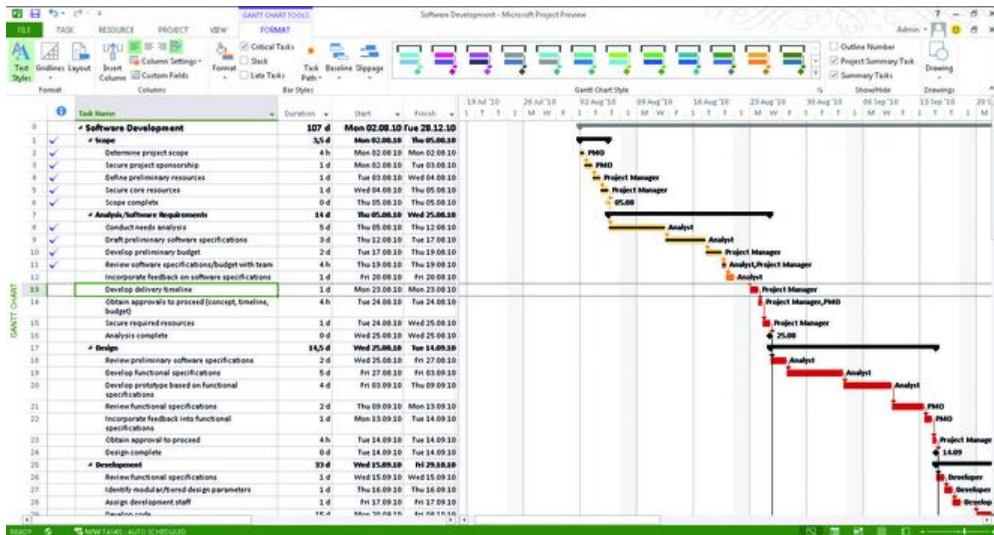 GANTT CHART TOOLS
Software Development - Microsoft Project Preview
FILE TASK RESOURCE PROJECT VIEW FORMAT Admin
Text Styles Gridlines Layout Insert Column Column Settings Custom Fields Format Critical Tasks Slack Late Tasks Task Path Baseline Slippage Outline Number Project Summary Task Summary Tasks Drawing
Format Columns Bar Styles Gantt Chart Style Show/Hide Drawings
19 Jul '10 26 Jul '10 02 Aug '10 09 Aug '10 16 Aug '10 23 Aug '10 30 Aug '10 06 Sep '10 13 Sep '10
Task Name Duration Start Finish
0 Software Development 107 d Mon 02.08.10 Tue 28.12.10
1 Scope 3,5 d Mon 02.08.10 Thu 05.08.10
2 Determine project scope 4 h Mon 02.08.10 Mon 02.08.10 PMO
3 Secure project sponsorship 1 d Mon 02.08.10 Tue 03.08.10 PMO
4 Define preliminary resources 1 d Tue 03.08.10 Wed 04.08.10 Project Manager
5 Secure core resources 1 d Wed 04.08.10 Thu 05.08.10 Project Manager
6 Scope complete 0 d Thu 05.08.10 Thu 05.08.10 05.08
7 Analysis/Software Requirements 14 d Thu 05.08.10 Wed 25.08.10
8 Conduct needs analysis 5 d Thu 05.08.10 Thu 12.08.10 Analyst
9 Draft preliminary software specifications 3 d Thu 12.08.10 Tue 17.08.10 Analyst
10 Develop preliminary budget 2 d Tue 17.08.10 Thu 19.08.10 Project Manager
11 Review software specifications/budget with team 4 h Thu 19.08.10 Thu 19.08.10 Analyst,Project Manager
12 Incorporate feedback on software specifications 1 d Fri 20.08.10 Fri 20.08.10 Analyst
13 Develop delivery timeline 1 d Mon 23.08.10 Mon 23.08.10 Project Manager
14 Obtain approvals to proceed (concept, timeline, 4 h Tue 24.08.10 Tue 24.08.10 Project Manager,PMO
budget)
15 Secure required resources 1 d Tue 24.08.10 Wed 25.08.10 Project Manager
16 Analysis complete 0 d Wed 25.08.10 Wed 25.08.10 25.08
17 Design 14,5 d Wed 25.08.10 Tue 14.09.10
18 Review preliminary software specifications 2 d Wed 25.08.10 Fri 27.08.10 Analyst
19 Develop functional specifications 5 d Fri 27.08.10 Fri 03.09.10 Analyst
20 Develop prototype based on functional 4 d Fri 03.09.10 Thu 09.09.10 Analyst
specifications
21 Review functional specifications 2 d Thu 09.09.10 Mon 13.09.10 PMO
22 Incorporate feedback into functional 1 d Mon 13.09.10 Tue 14.09.10 PMO
specifications
23 Obtain approval to proceed 4 h Tue 14.09.10 Tue 14.09.10 Project Manage
24 Design complete 0 d Tue 14.09.10 Tue 14.09.10 14.09
25 Development 33 d Wed 15.09.10 Fri 29.10.10
26 Review functional specifications 1 d Wed 15.09.10 Wed 15.09.10 Developer
27 Identify modular/tiered design parameters 1 d Thu 16.09.10 Thu 16.09.10 Developer
28 Assign development staff 1 d Fri 17.09.10 Fri 17.09.10 Develop
29 Develop code 15 d Mon 20.09.10 Fri 08.10.10
GANTT CHART
READY NEW TASKS : AUTO SCHEDULED